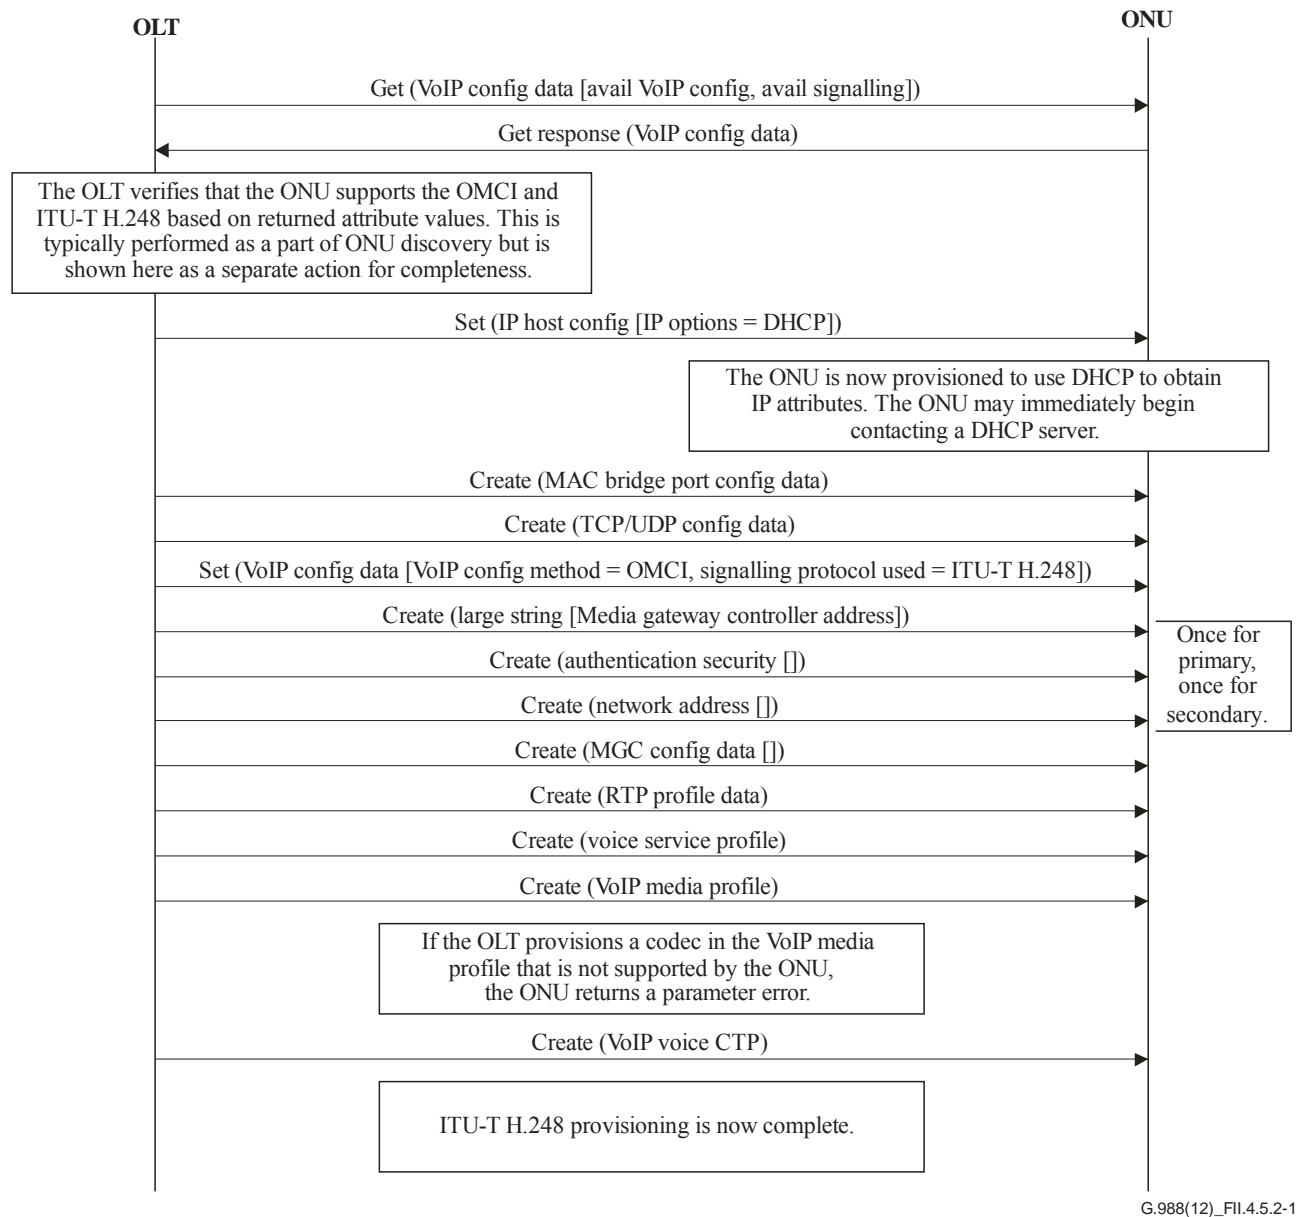 OLT
ONU
Get (VoIP config data [avail VoIP config, avail signalling])
Get response (VoIP config data)
The OLT verifies that the ONU supports the OMCI and
ITU-T H.248 based on returned attribute values. This is
typically performed as a part of ONU discovery but is
shown here as a separate action for completeness.
Set (IP host config [IP options = DHCP])
The ONU is now provisioned to use DHCP to obtain
IP attributes. The ONU may immediately begin
contacting a DHCP server.
Create (MAC bridge port config data)
Create (TCP/UDP config data)
Set (VoIP config data [VoIP config method = OMCI, signalling protocol used = ITU-T H.248])
Create (large string [Media gateway controller address])
Create (authentication security [])
Create (network address [])
Once for
primary,
once for
secondary.
Create (MGC config data [])
Create (RTP profile data)
Create (voice service profile)
Create (VoIP media profile)
If the OLT provisions a codec in the VoIP media
profile that is not supported by the ONU,
the ONU returns a parameter error.
Create (VoIP voice CTP)
ITU-T H.248 provisioning is now complete.
G.988(12)_FII.4.5.2-1